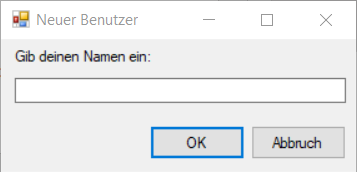 Neuer Benutzer
Gib deinen Namen ein:
OK
Abbruch